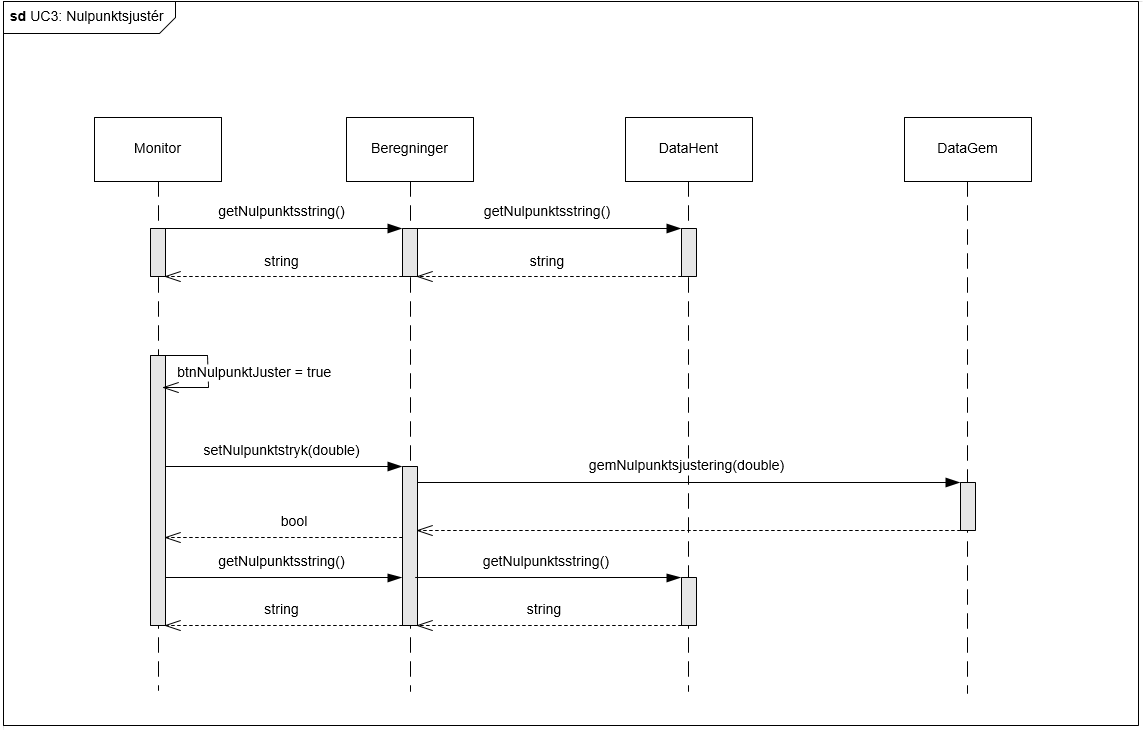 sd UC3: Nulpunktsjustér
Monitor
Beregninger
DataHent
DataGem
getNulpunktsstring()
getNulpunktsstring()
string
string
btnNulpunktJuster = true
setNulpunktstryk(double)
gemNulpunktsjustering(double)
bool
getNulpunktsstring()
getNulpunktsstring()
string
string